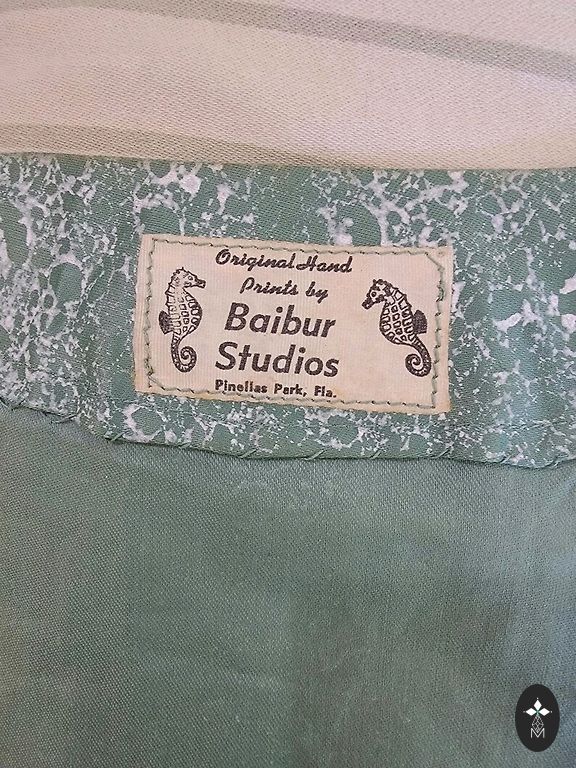 Original Hand
Prints by
Baibur
Studios
Pinellas Park, Fla.
M